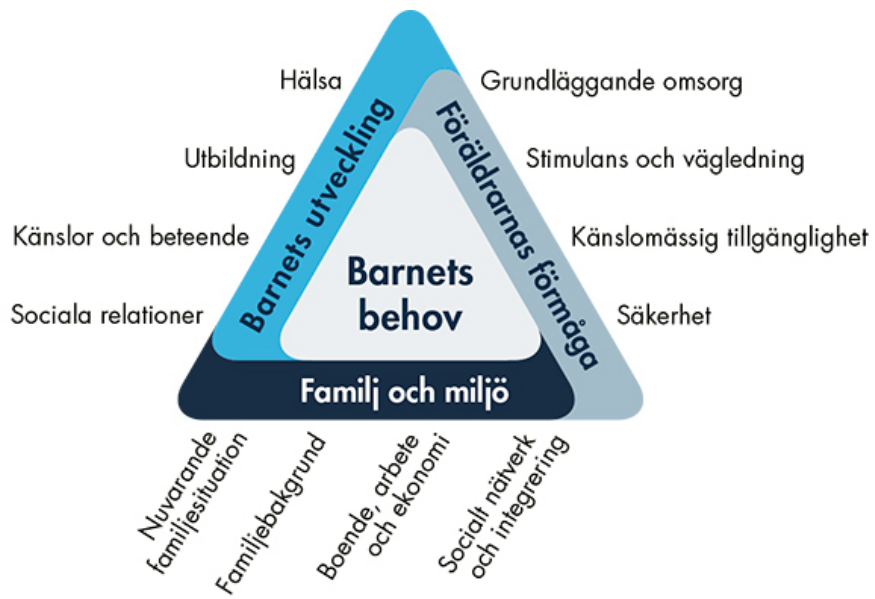 Hälsa
Utbildning
Känslor och beteende
Sociala relationer
Barnets utveckling
Föräldrarnas förmåga
Grundläggande omsorg
Stimulans och vägledning
Känslomässig tillgänglighet
Säkerhet
Barnets
behov
Familj och miljö
Nuvarande
familjesituation
Familjebakgrund
Boende, arbete
och ekonomi
Socialt nätverk
och integrering